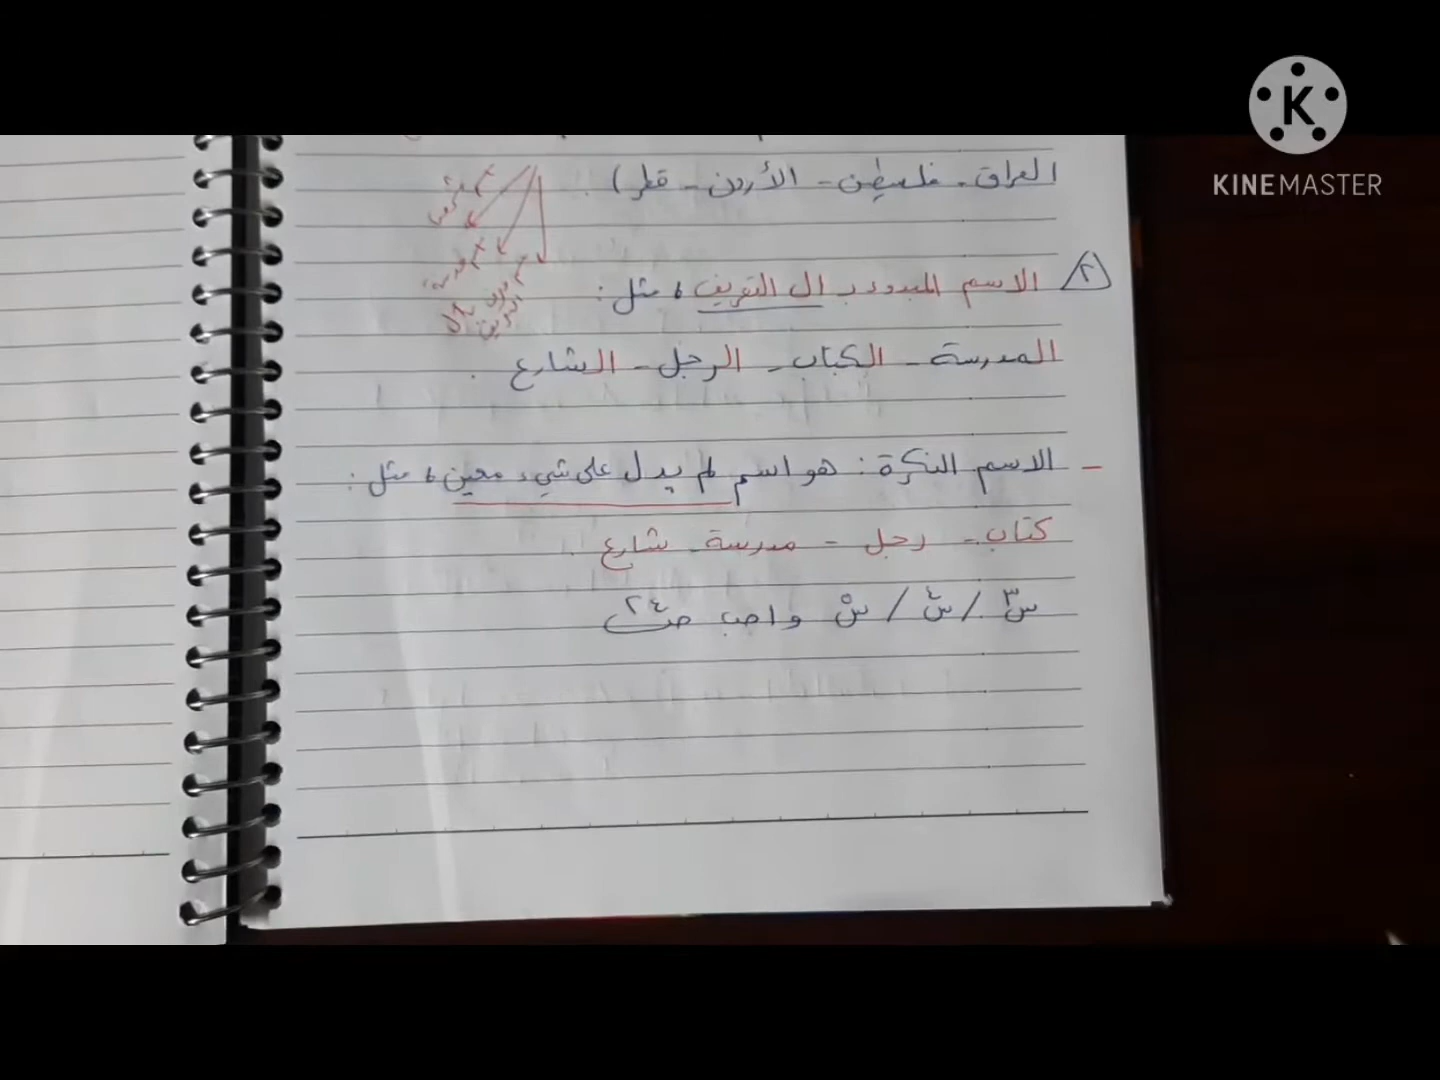 KINEMASTER
العراق - فلسطين - الأردن - قطر) .
٢ الاسم المبدوء بـ ال التعريف ، مثل :
المدرسة - الكتاب - الرجل - الشارع .
- الاسم النكرة : هو اسم لم يدل على شيء معين ، مثل :
كتاب - رجل - مدرسة - شارع .
س٣ / س٤ / س٥ واجب ص٢٤